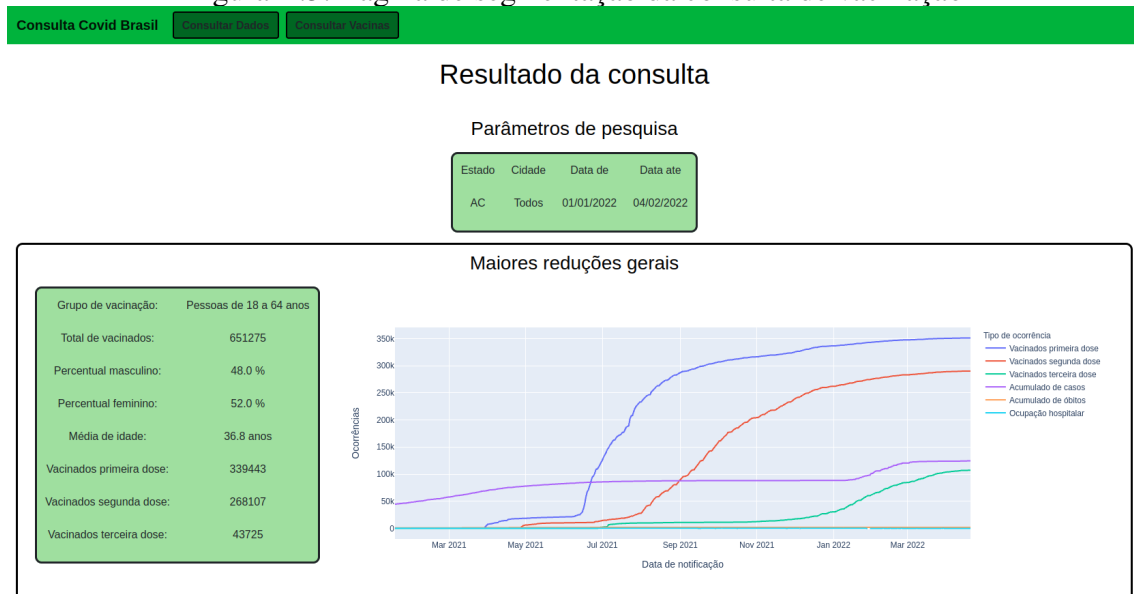 Consulta Covid Brasil Consultar Dados Consultar Vacinas
Resultado da consulta
Parâmetros de pesquisa
Estado Cidade Data de Data ate
AC Todos 01/01/2022 04/02/2022
Maiores reduções gerais
Grupo de vacinação: Pessoas de 18 a 64 anos
Total de vacinados: 651275
Percentual masculino: 48.0 %
Percentual feminino: 52.0 %
Média de idade: 36.8 anos
Vacinados primeira dose: 339443
Vacinados segunda dose: 268107
Vacinados terceira dose: 43725
Ocorrências
350k
300k
250k
200k
150k
100k
50k
0
Mar 2021 May 2021 Jul 2021 Sep 2021 Nov 2021 Jan 2022 Mar 2022
Data de notificação
Tipo de ocorrência
Vacinados primeira dose
Vacinados segunda dose
Vacinados terceira dose
Acumulado de casos
Acumulado de óbitos
Ocupação hospitalar